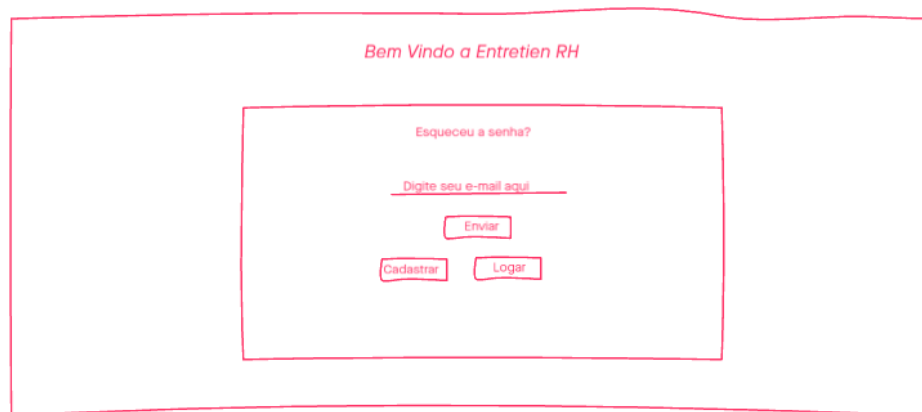 Bem Vindo a Entretien RH
Esqueceu a senha?
Digite seu e-mail aqui
Enviar
Cadastrar Logar